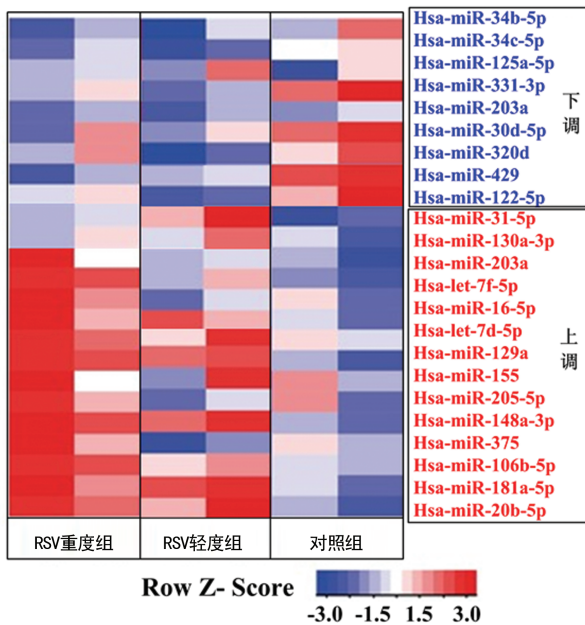 Hsa-miR-34b-5p
Hsa-miR-34c-5p
Hsa-miR-125a-5p
Hsa-miR-331-3p
Hsa-miR-203a
Hsa-miR-30d-5p
Hsa-miR-320d
Hsa-miR-429
Hsa-miR-122-5p
下调
Hsa-miR-31-5p
Hsa-miR-130a-3p
Hsa-miR-203a
Hsa-let-7f-5p
Hsa-miR-16-5p
Hsa-let-7d-5p
Hsa-miR-129a
Hsa-miR-155
Hsa-miR-205-5p
Hsa-miR-148a-3p
Hsa-miR-375
Hsa-miR-106b-5p
Hsa-miR-181a-5p
Hsa-miR-20b-5p
上调
RSV重度组 RSV轻度组 对照组
Row Z- Score
-3.0 -1.5 1.5 3.0